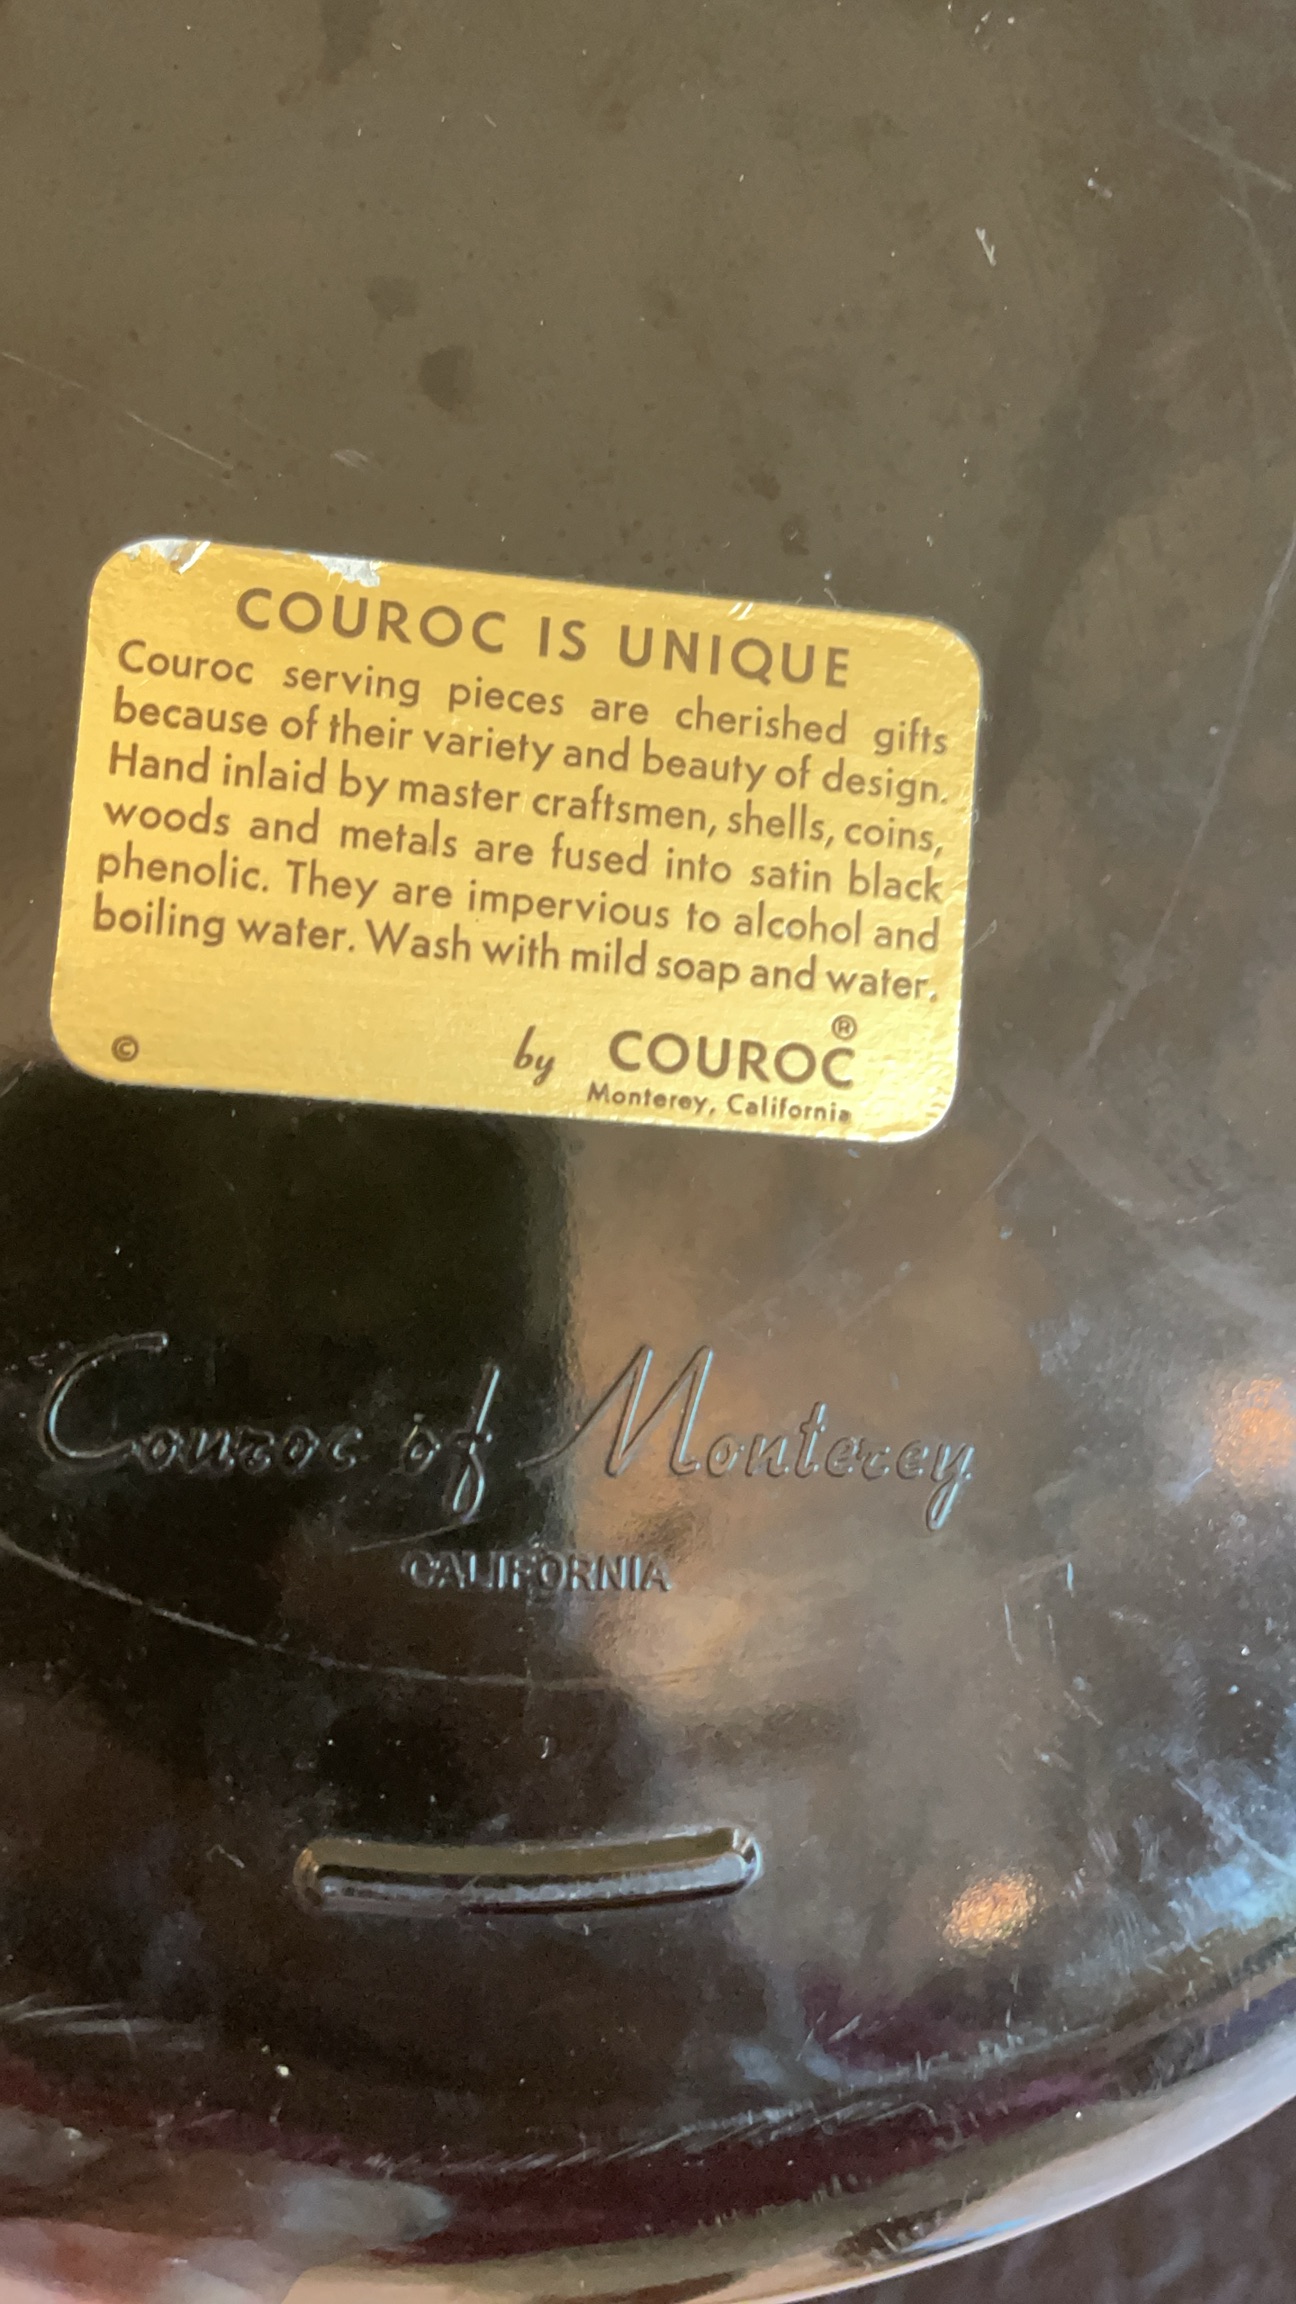 COUROC IS UNIQUE
Couroc serving pieces are cherished gifts
because of their variety and beauty of design.
Hand inlaid by master craftsmen, shells, coins,
woods and metals are fused into satin black
phenolic. They are impervious to alcohol and
boiling water. Wash with mild soap and water.
© by COUROC®
Monterey, California
Couroc of Monterey
CALIFORNIA